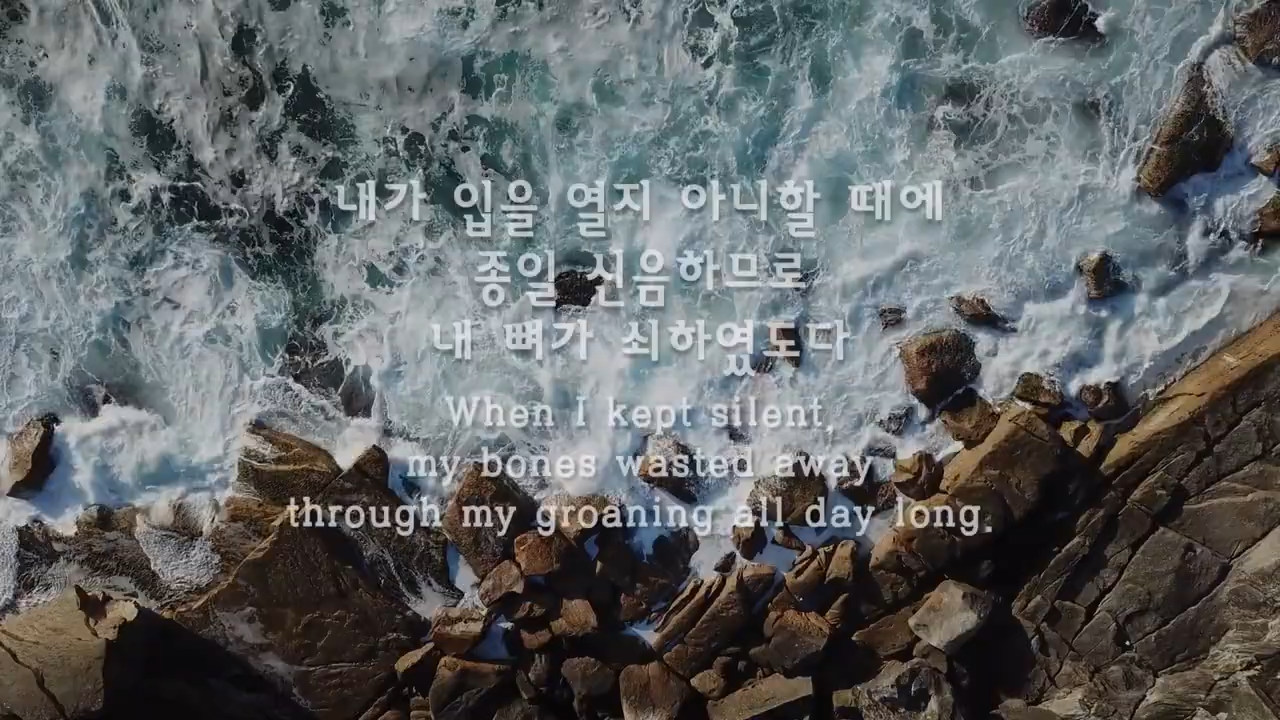 내가 입을 열지 아니할 때에
종일 신음하므로
내 뼈가 쇠하였도다
When I kept silent,
my bones wasted away
through my groaning all day long.